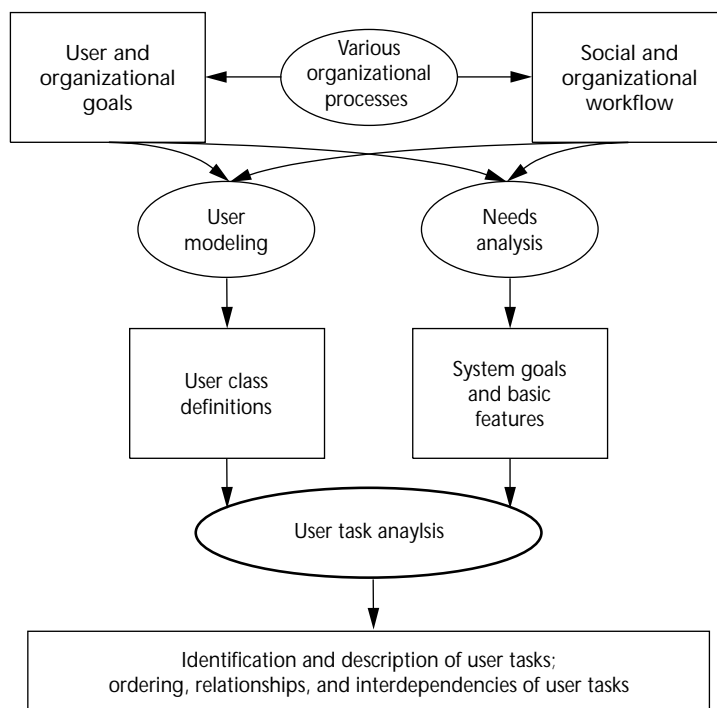 User and
organizational
goals
Various
organizational
processes
Social and
organizational
workflow
User
modeling
Needs
analysis
User class
definitions
System goals
and basic
features
User task anaylsis
Identification and description of user tasks;
ordering, relationships, and interdependencies of user tasks